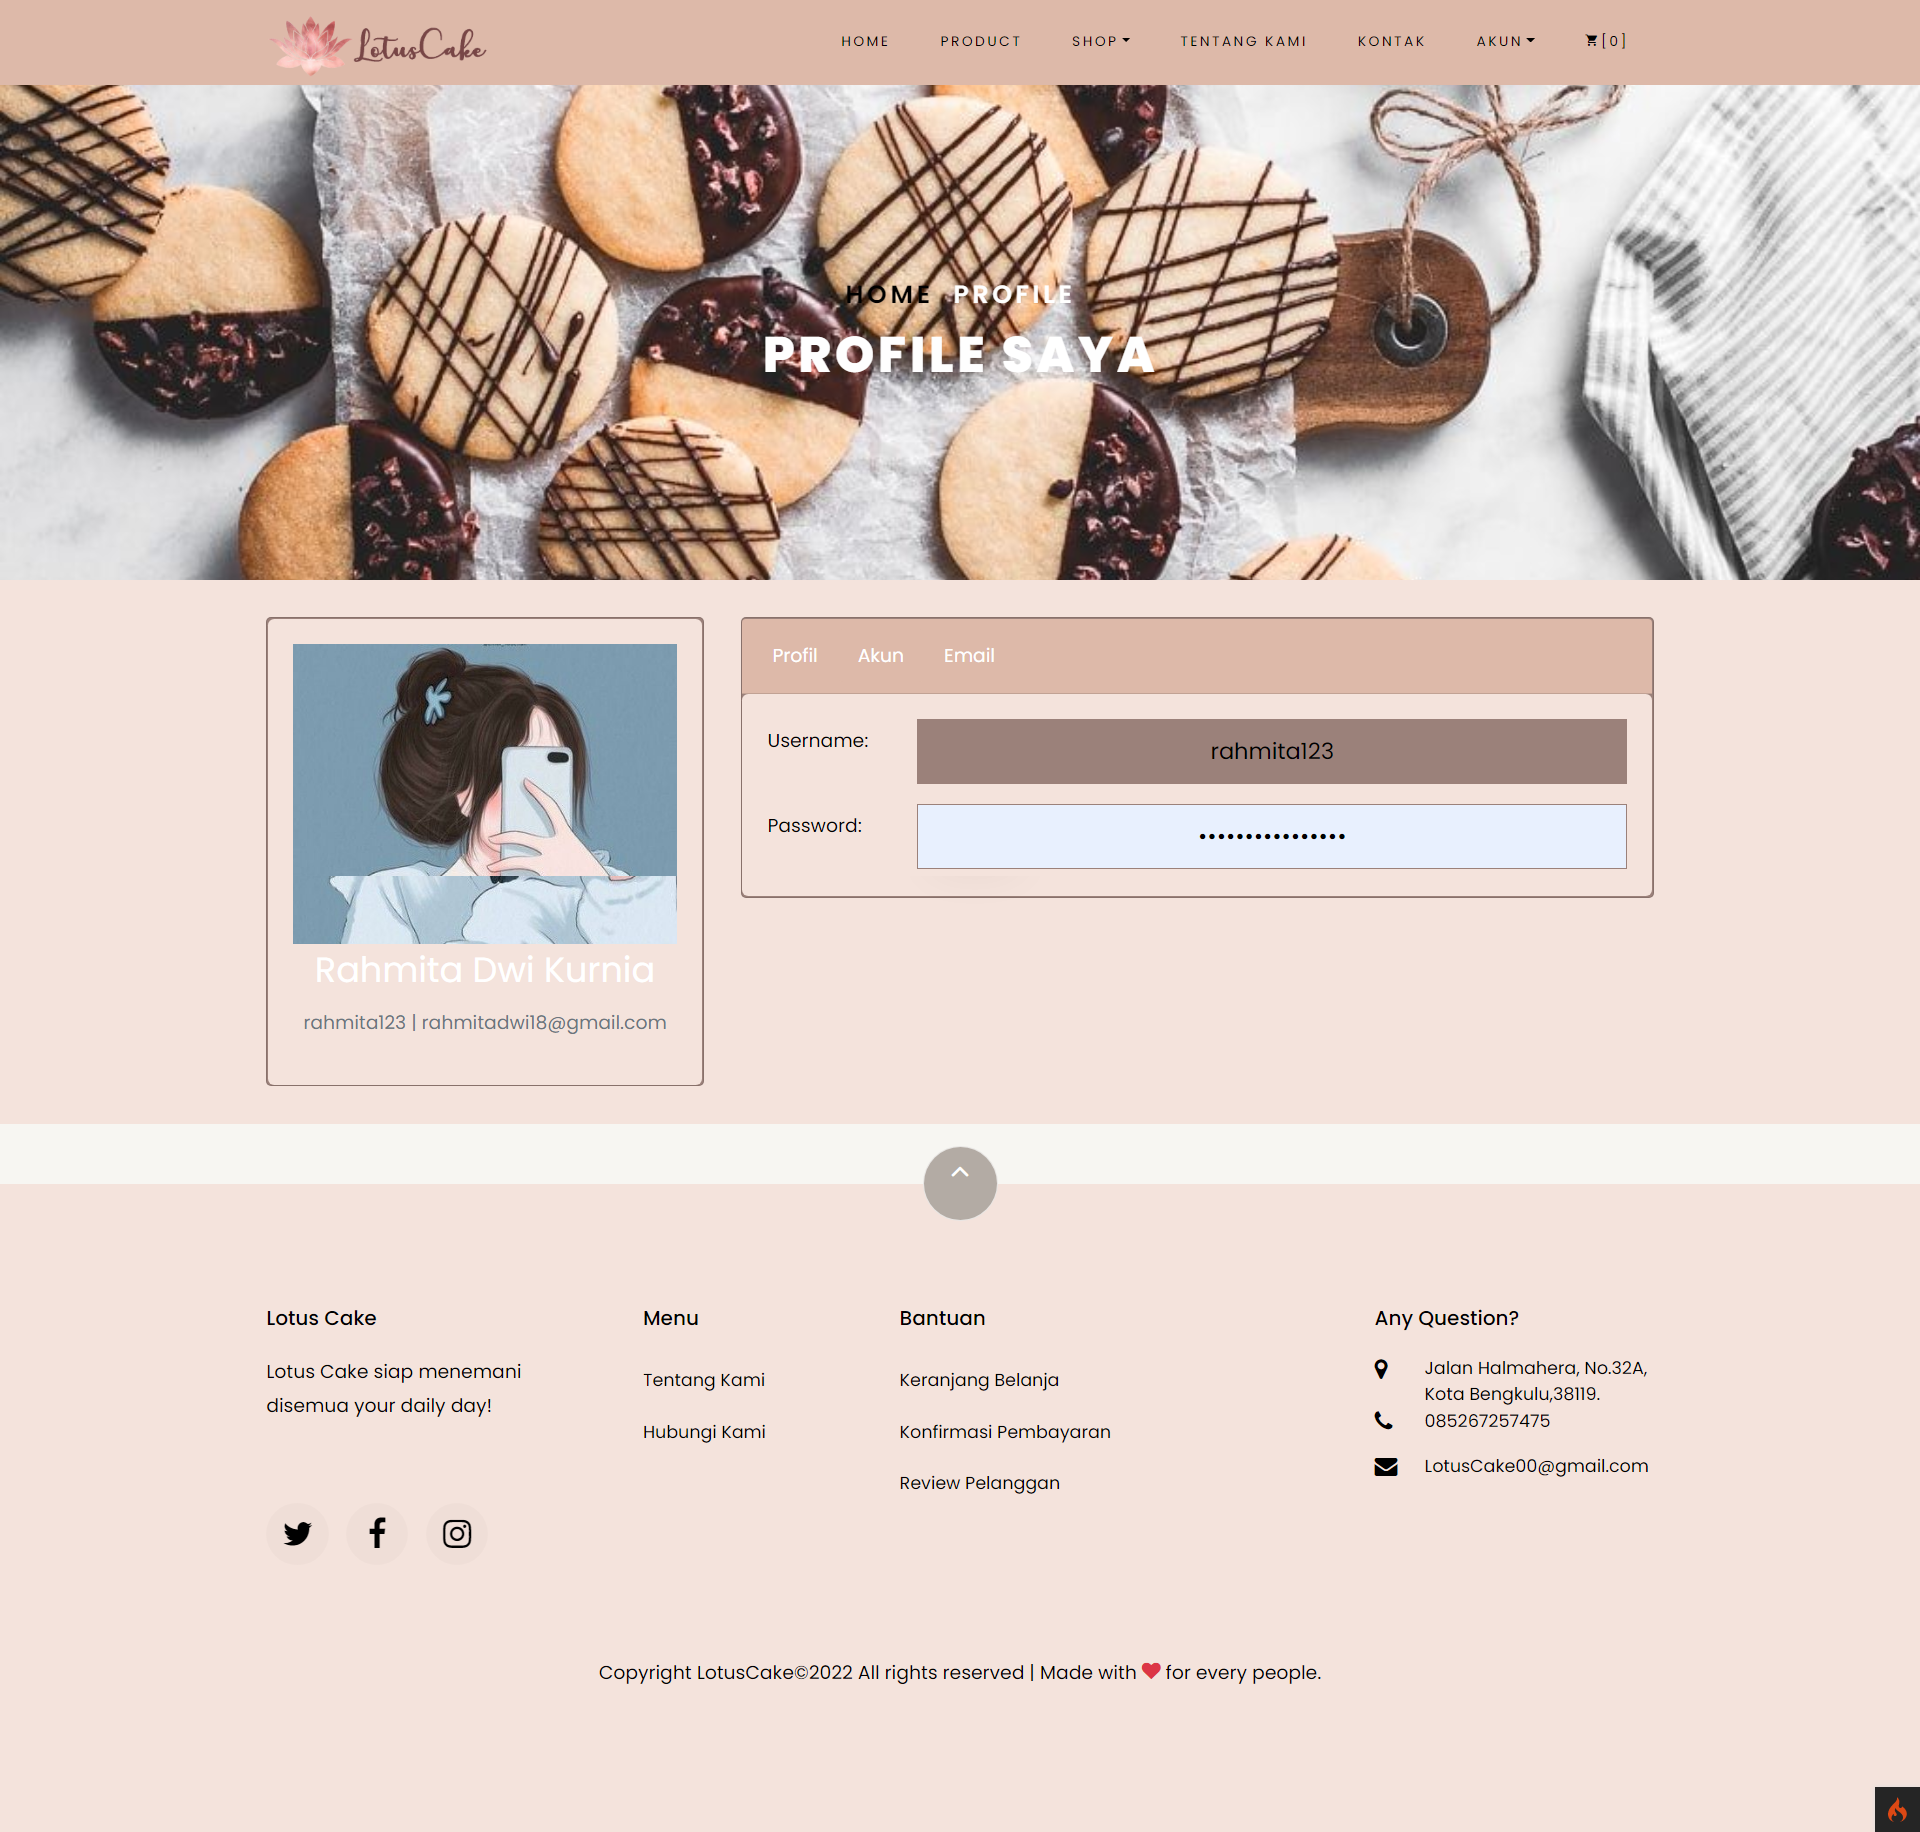 LotusCake
HOME PRODUCT SHOP TENTANG KAMI KONTAK AKUN [0]
HOME PROFILE
PROFILE SAYA
Profil Akun Email
Username: rahmita123
Password: ••••••••••••••••
Rahmita Dwi Kurnia
rahmita123 | rahmitadwi18@gmail.com
Lotus Cake
Lotus Cake siap menemani
disemua your daily day!
Menu
Tentang Kami
Hubungi Kami
Bantuan
Keranjang Belanja
Konfirmasi Pembayaran
Review Pelanggan
Any Question?
Jalan Halmahera, No.32A,
Kota Bengkulu,38119.
085267257475
LotusCake00@gmail.com
Copyright LotusCake©2022 All rights reserved | Made with ❤ for every people.